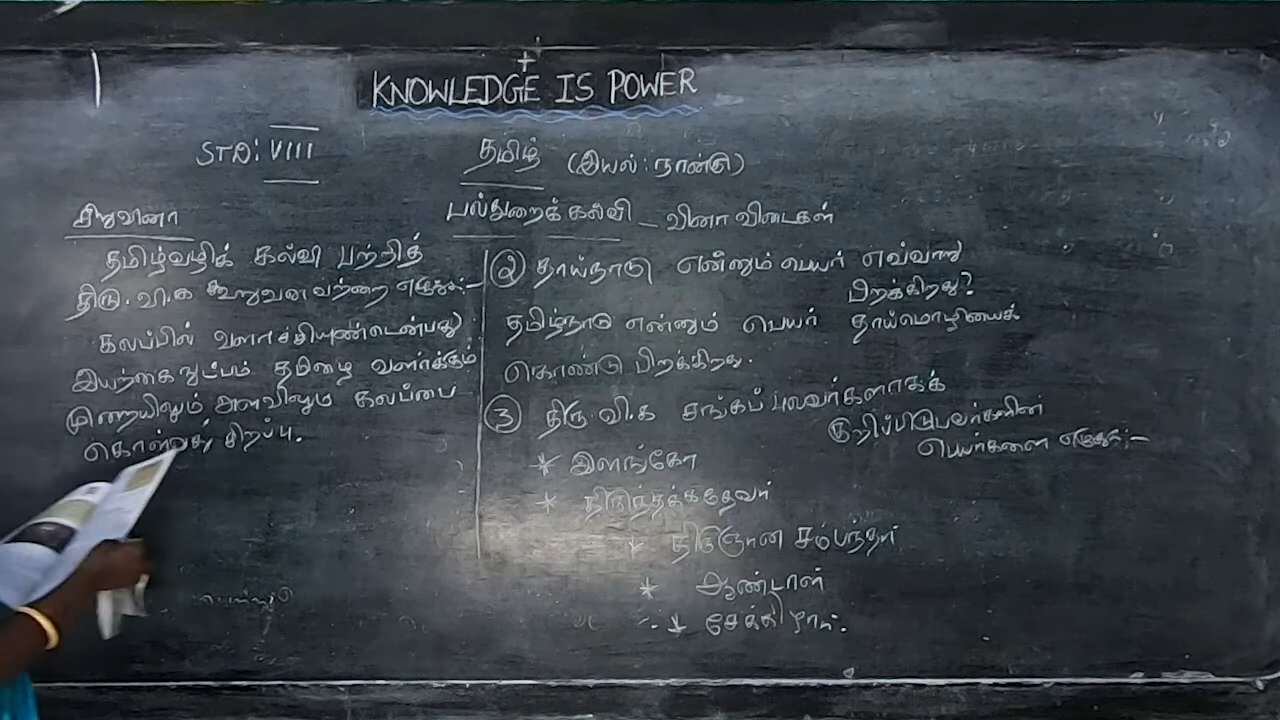 KNOWLEDGE IS POWER
STD: VIII
தமிழ் (இயல் : நான்கு)
பல்துறைக் கல்வி - வினா விடைகள்
சிறுவினா
தமிழ்வழிக் கல்வி பற்றித்
திரு. வி. க கூறுவனவற்றை எழுதுக:-
கலப்பில் வளர்ச்சியுண்டென்பது
இயற்கை நுட்பம் தமிழை வளர்க்கும்
முறையிலும் அளவிலும் கலப்பை
கொள்வது சிறப்பு.
② தாய்நாடு என்னும் பெயர் எவ்வாறு
பிறக்கிறது?
தமிழ்நாடு என்னும் பெயர் தாய்மொழியைக்
கொண்டு பிறக்கிறது.
③ திரு. வி. க சங்கப் புலவர்களாகக்
குறிப்பிடுபவர்களின்
பெயர்களை எழுதுக:-
* இளங்கோ
* திருத்தக்கதேவர்
* திருஞான சம்பந்தர்
* ஆண்டாள்
* சேக்கிழார்.